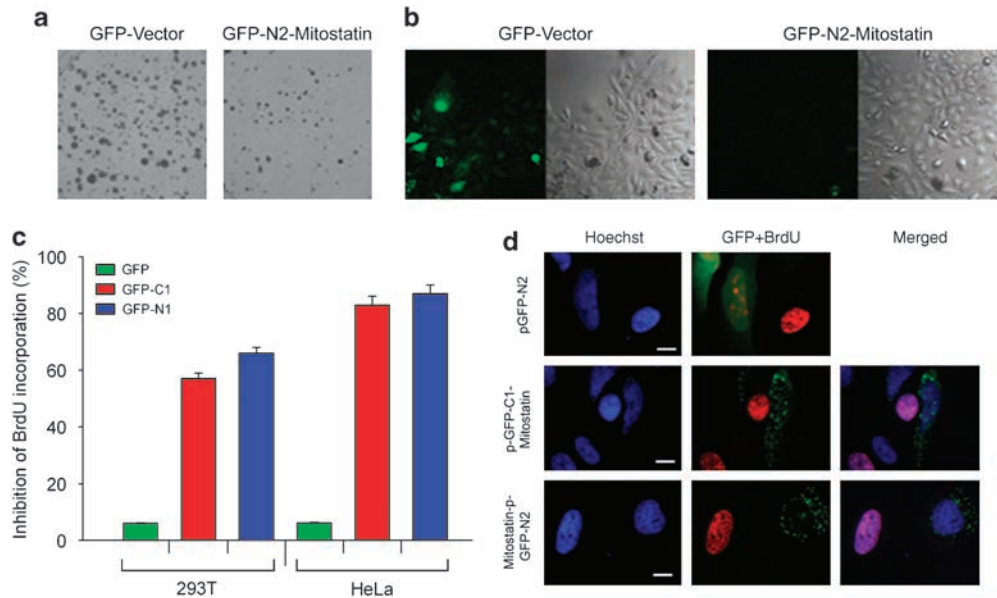 a
GFP-Vector
GFP-N2-Mitostatin
b
GFP-Vector
GFP-N2-Mitostatin
c
Inhibition of BrdU incorporation (%)
100
80
60
40
20
0
GFP
GFP-C1
GFP-N1
293T
HeLa
d
Hoechst
GFP+BrdU
Merged
pGFP-N2
p-GFP-C1-
Mitostatin
Mitostatin-p-
GFP-N2